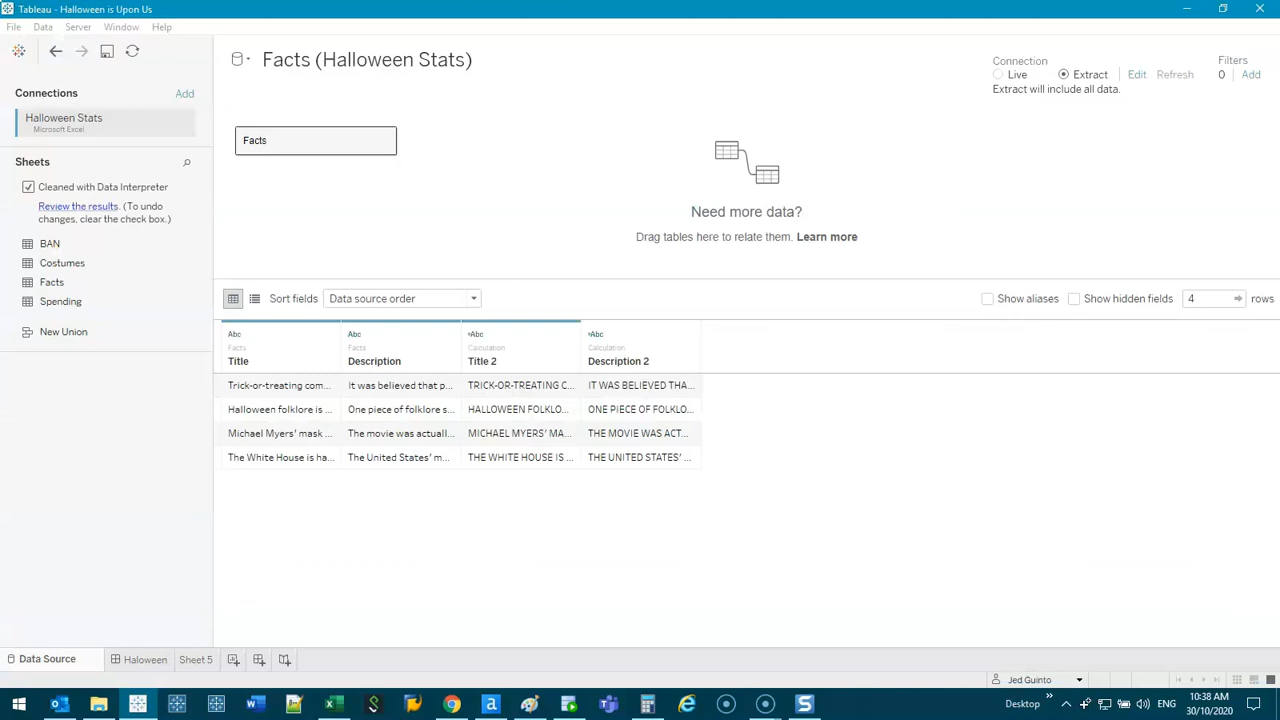 Tableau - Halloween is Upon Us
File Data Server Window Help
Connections Add
Halloween Stats
Microsoft Excel
Sheets
Cleaned with Data Interpreter
Review the results. (To undo
changes, clear the check box.)
BAN
Costumes
Facts
Spending
New Union
Facts (Halloween Stats)
Connection
Live Extract Edit Refresh
Extract will include all data.
Filters
0 Add
Facts
Need more data?
Drag tables here to relate them. Learn more
Sort fields Data source order Show aliases Show hidden fields 4 rows
Abc Abc =Abc =Abc
Facts Facts Calculation Calculation
Title Description Title 2 Description 2
Trick-or-treating com... It was believed that p... TRICK-OR-TREATING C... IT WAS BELIEVED THA...
Halloween folklore is ... One piece of folklore s... HALLOWEEN FOLKLO... ONE PIECE OF FOLKLO...
Michael Myers' mask ... The movie was actuall... MICHAEL MYERS' MA... THE MOVIE WAS ACT...
The White House is ha... The United States' m... THE WHITE HOUSE IS ... THE UNITED STATES' ...
Data Source Haloween Sheet 5
Jed Guinto
Desktop ENG
10:38 AM
30/10/2020